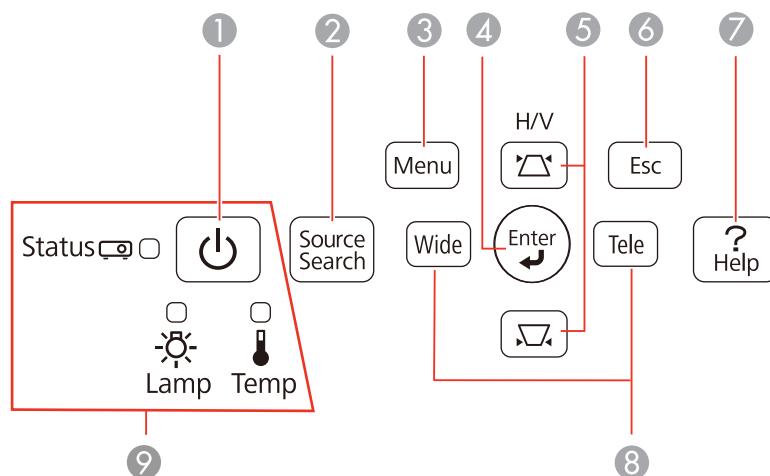 1 2 3 4 5 6 7
H/V
Menu
Esc
Status
Source
Search
Wide
Enter
Tele
?
Help
Lamp
Temp
9 8